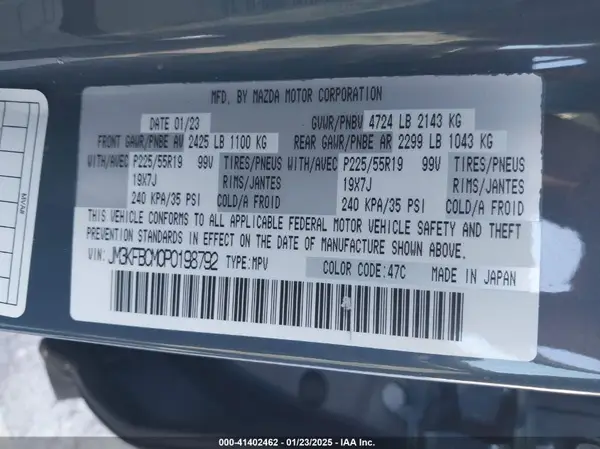 MFD. BY MAZDA MOTOR CORPORATION
DATE 01/23 GVWR/PNBV 4724 LB 2143 KG
FRONT GAWR/PNBE AV 2425 LB 1100 KG REAR GAWR/PNBE AR 2299 LB 1043 KG
WITH/AVEC P225/55R19 99V TIRES/PNEUS WITH/AVEC P225/55R19 99V TIRES/PNEUS
19X7J RIMS/JANTES 19X7J RIMS/JANTES
240 KPA/35 PSI COLD/A FROID 240 KPA/35 PSI COLD/A FROID
THIS VEHICLE CONFORMS TO ALL APPLICABLE FEDERAL MOTOR VEHICLE SAFETY AND THEFT
PREVENTION STANDARDS IN EFFECT ON THE DATE OF MANUFACTURE SHOWN ABOVE.
VIN: JM3KFBCM0P0198792 TYPE:MPV COLOR CODE:47C MADE IN JAPAN
MVAR
000-41402462 - 01/23/2025 - IAA Inc.